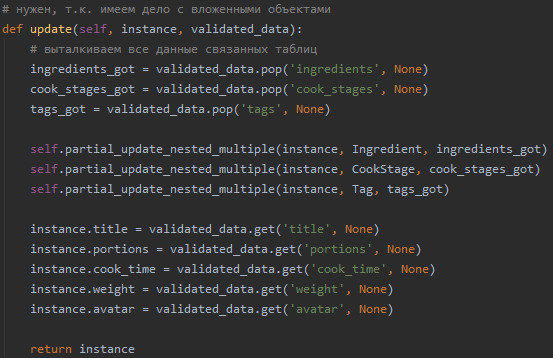 # нужен, т.к. имеем дело с вложенными объектами
def update(self, instance, validated_data):
    # выталкиваем все данные связанных таблиц
    ingredients_got = validated_data.pop('ingredients', None)
    cook_stages_got = validated_data.pop('cook_stages', None)
    tags_got = validated_data.pop('tags', None)

    self.partial_update_nested_multiple(instance, Ingredient, ingredients_got)
    self.partial_update_nested_multiple(instance, CookStage, cook_stages_got)
    self.partial_update_nested_multiple(instance, Tag, tags_got)

    instance.title = validated_data.get('title', None)
    instance.portions = validated_data.get('portions', None)
    instance.cook_time = validated_data.get('cook_time', None)
    instance.weight = validated_data.get('weight', None)
    instance.avatar = validated_data.get('avatar', None)

    return instance